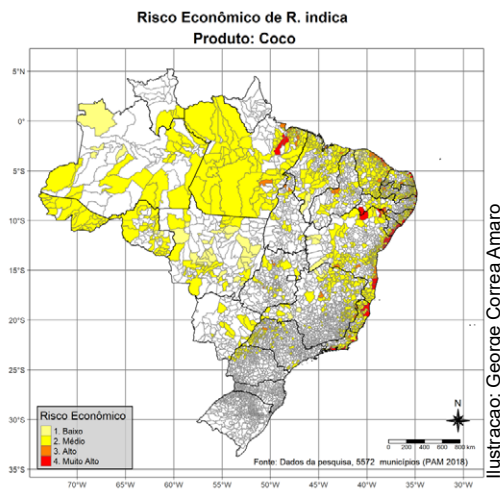 Risco Econômico de R. indica
Produto: Coco
5°N
0°
5°S
10°S
15°S
20°S
25°S
30°S
35°S
70°W
65°W
60°W
55°W
50°W
45°W
40°W
35°W
30°W
Risco Econômico
1. Baixo
2. Médio
3. Alto
4. Muito Alto
N
0 200 400 600 800 km
Fonte: Dados da pesquisa, 5572 municípios (PAM 2018)
Ilustração: George Correa Amaro